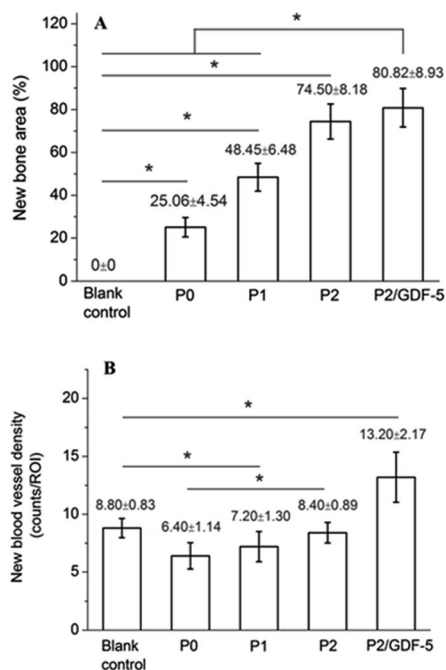 A
*
120
100
80
60
40
20
0
New bone area (%)
*
*
*
80.82±8.93
74.50±8.18
48.45±6.48
25.06±4.54
0±0
Blank control
P0
P1
P2
P2/GDF-5
B
20
15
10
5
0
New blood vessel density
(counts/ROI)
*
*
*
13.20±2.17
8.80±0.83
6.40±1.14
7.20±1.30
8.40±0.89
Blank control
P0
P1
P2
P2/GDF-5